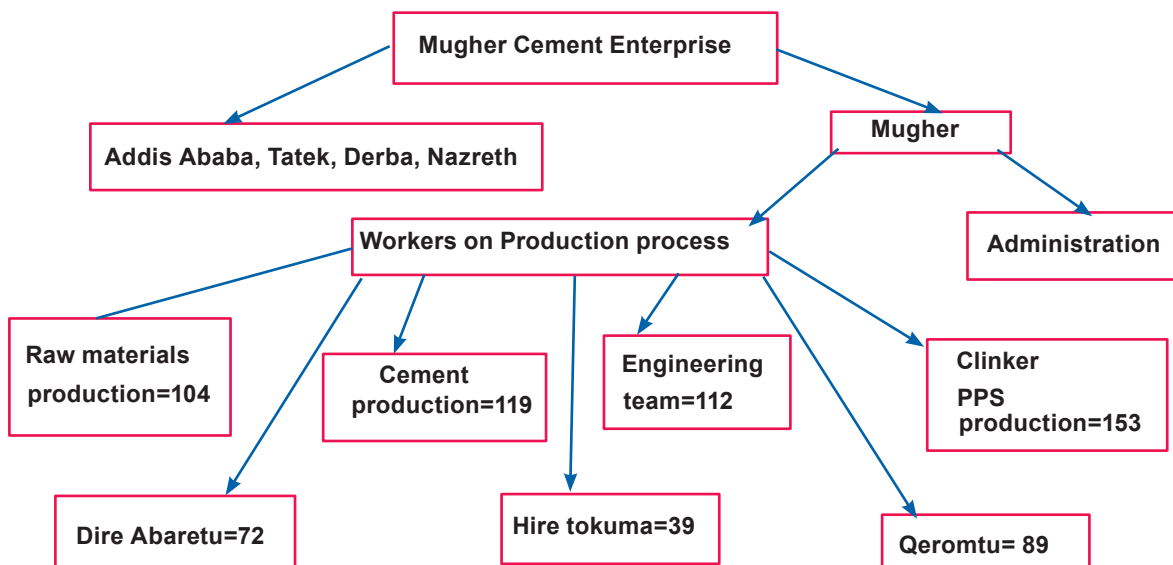 Mugher Cement Enterprise
Addis Ababa, Tatek, Derba, Nazreth
Mugher
Workers on Production process
Administration
Raw materials
production=104
Cement
production=119
Engineering
team=112
Clinker
PPS
production=153
Dire Abaretu=72
Hire tokuma=39
Qeromtu= 89